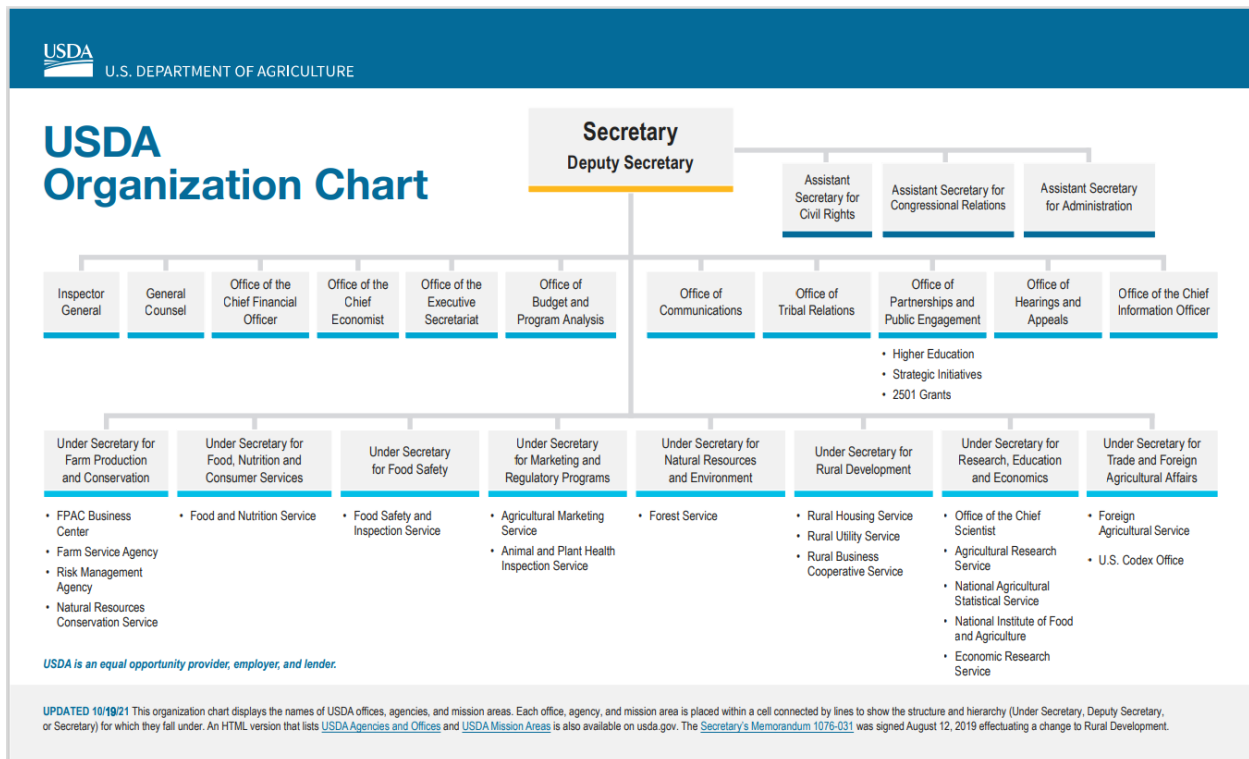 USDA
U.S. DEPARTMENT OF AGRICULTURE
USDA
Organization Chart
Secretary
Deputy Secretary
Assistant
Secretary for
Civil Rights
Assistant Secretary for
Congressional Relations
Assistant Secretary
for Administration
Inspector
General
General
Counsel
Office of the
Chief Financial
Officer
Office of the
Chief
Economist
Office of the
Executive
Secretariat
Office of
Budget and
Program Analysis
Office of
Communications
Office of
Tribal Relations
Office of
Partnerships and
Public Engagement
• Higher Education
• Strategic Initiatives
• 2501 Grants
Office of
Hearings and
Appeals
Office of the Chief
Information Officer
Under Secretary for
Farm Production
and Conservation
• FPAC Business
Center
• Farm Service Agency
• Risk Management
Agency
• Natural Resources
Conservation Service
Under Secretary for
Food, Nutrition and
Consumer Services
• Food and Nutrition Service
Under Secretary
for Food Safety
• Food Safety and
Inspection Service
Under Secretary
for Marketing and
Regulatory Programs
• Agricultural Marketing
Service
• Animal and Plant Health
Inspection Service
Under Secretary for
Natural Resources
and Environment
• Forest Service
Under Secretary for
Rural Development
• Rural Housing Service
• Rural Utility Service
• Rural Business
Cooperative Service
Under Secretary for
Research, Education
and Economics
• Office of the Chief
Scientist
• Agricultural Research
Service
• National Agricultural
Statistical Service
• National Institute of Food
and Agriculture
• Economic Research
Service
Under Secretary for
Trade and Foreign
Agricultural Affairs
• Foreign
Agricultural Service
• U.S. Codex Office
USDA is an equal opportunity provider, employer, and lender.
UPDATED 10/19/21 This organization chart displays the names of USDA offices, agencies, and mission areas. Each office, agency, and mission area is placed within a cell connected by lines to show the structure and hierarchy (Under Secretary, Deputy Secretary,
or Secretary) for which they fall under. An HTML version that lists USDA Agencies and Offices and USDA Mission Areas is also available on usda.gov. The Secretary's Memorandum 1076-031 was signed August 12, 2019 effectuating a change to Rural Development.